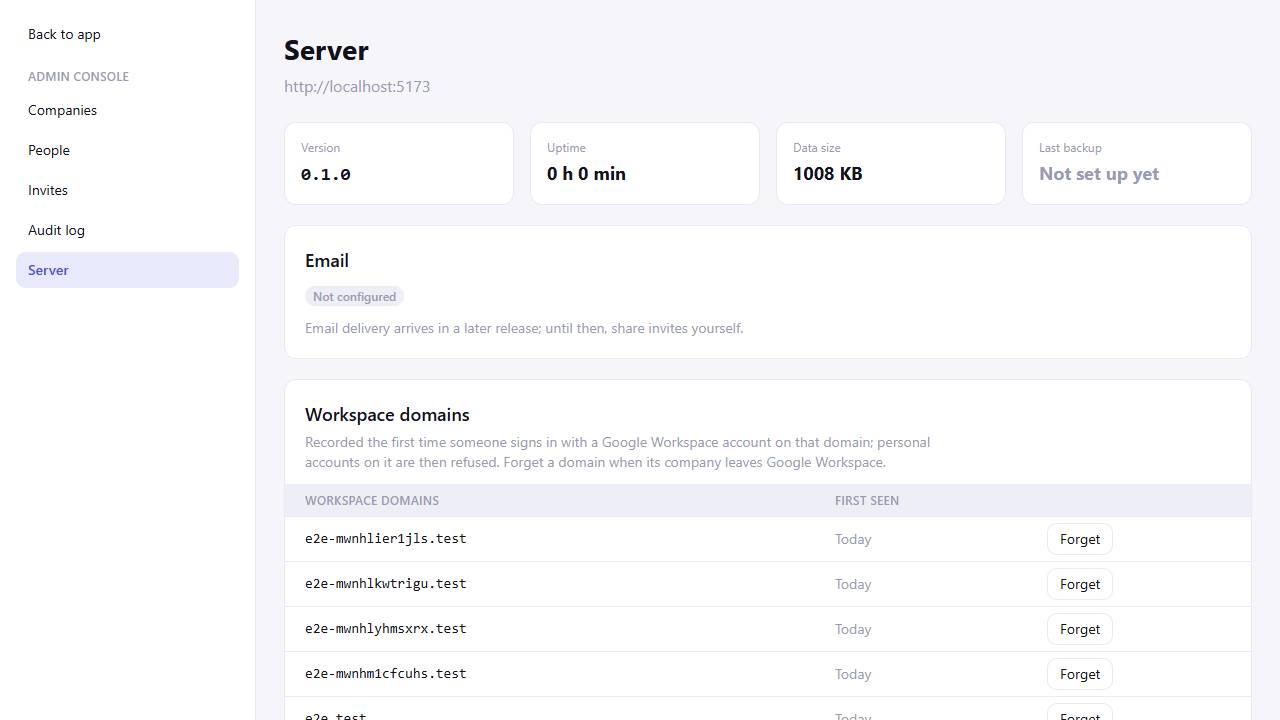 Back to app
ADMIN CONSOLE
Companies
People
Invites
Audit log
Server
Server
http://localhost:5173
Version
0.1.0
Uptime
0 h 0 min
Data size
1008 KB
Last backup
Not set up yet
Email
Not configured
Email delivery arrives in a later release; until then, share invites yourself.
Workspace domains
Recorded the first time someone signs in with a Google Workspace account on that domain; personal
accounts on it are then refused. Forget a domain when its company leaves Google Workspace.
WORKSPACE DOMAINS FIRST SEEN
e2e-mwnhlier1jls.test Today Forget
e2e-mwnhlkwtrigu.test Today Forget
e2e-mwnhlyhmsxrx.test Today Forget
e2e-mwnhm1cfcuhs.test Today Forget
e2e.test Today Forget